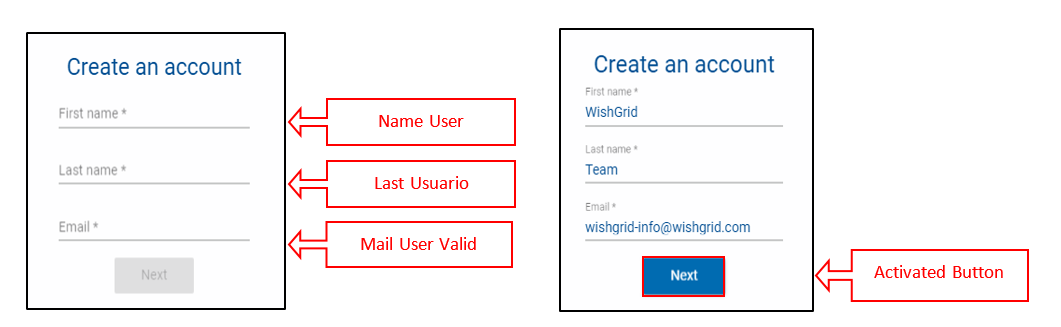 Create an account
First name *
Name User
Last name *
Last Usuario
Email *
Mail User Valid
Next
Create an account
First name *
WishGrid
Last name *
Team
Email *
wishgrid-info@wishgrid.com
Next
Activated Button